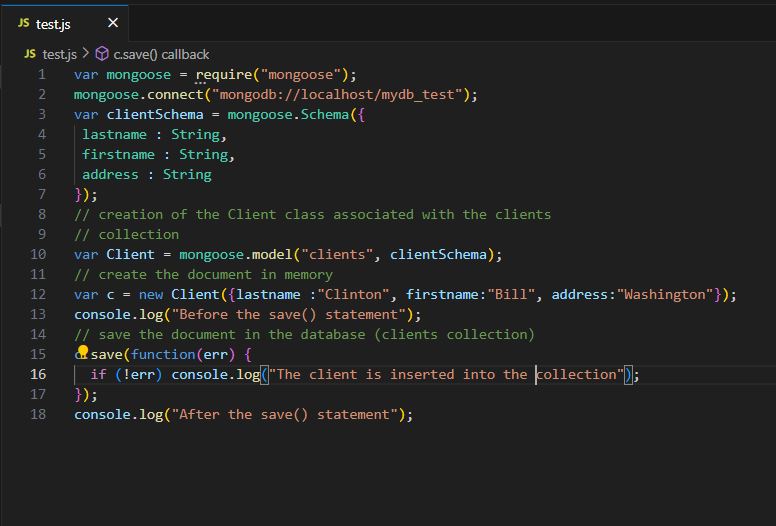 JS test.js ×
JS test.js > c.save() callback
1 var mongoose = require("mongoose");
2 mongoose.connect("mongodb://localhost/mydb_test");
3 var clientSchema = mongoose.Schema({
4 lastname : String,
5 firstname : String,
6 address : String
7 });
8 // creation of the Client class associated with the clients
9 // collection
10 var Client = mongoose.model("clients", clientSchema);
11 // create the document in memory
12 var c = new Client({lastname :"Clinton", firstname:"Bill", address:"Washington"});
13 console.log("Before the save() statement");
14 // save the document in the database (clients collection)
15 c.save(function(err) {
16 if (!err) console.log("The client is inserted into the collection");
17 });
18 console.log("After the save() statement");